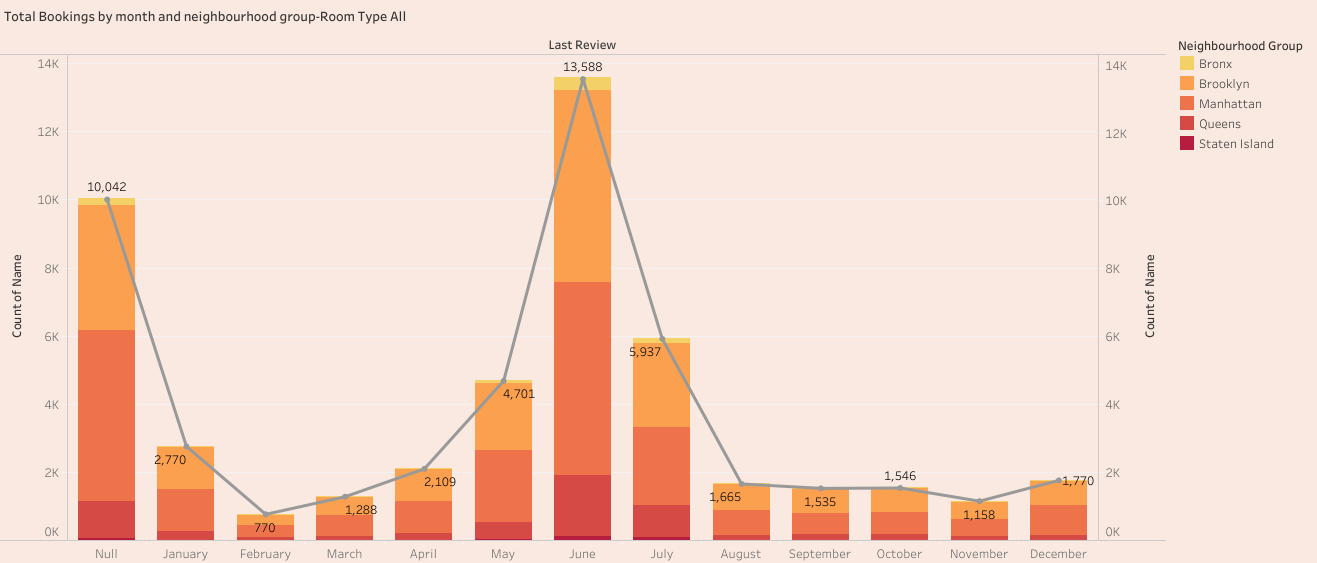 Total Bookings by month and neighbourhood group-Room Type All
Last Review
Neighbourhood Group
Bronx
Brooklyn
Manhattan
Queens
Staten Island
Count of Name
14K
12K
10K
8K
6K
4K
2K
0K
10,042
2,770
770
1,288
2,109
4,701
13,588
5,937
1,665
1,535
1,546
1,158
1,770
14K
12K
10K
8K
6K
4K
2K
0K
Count of Name
Null January February March April May June July August September October November December